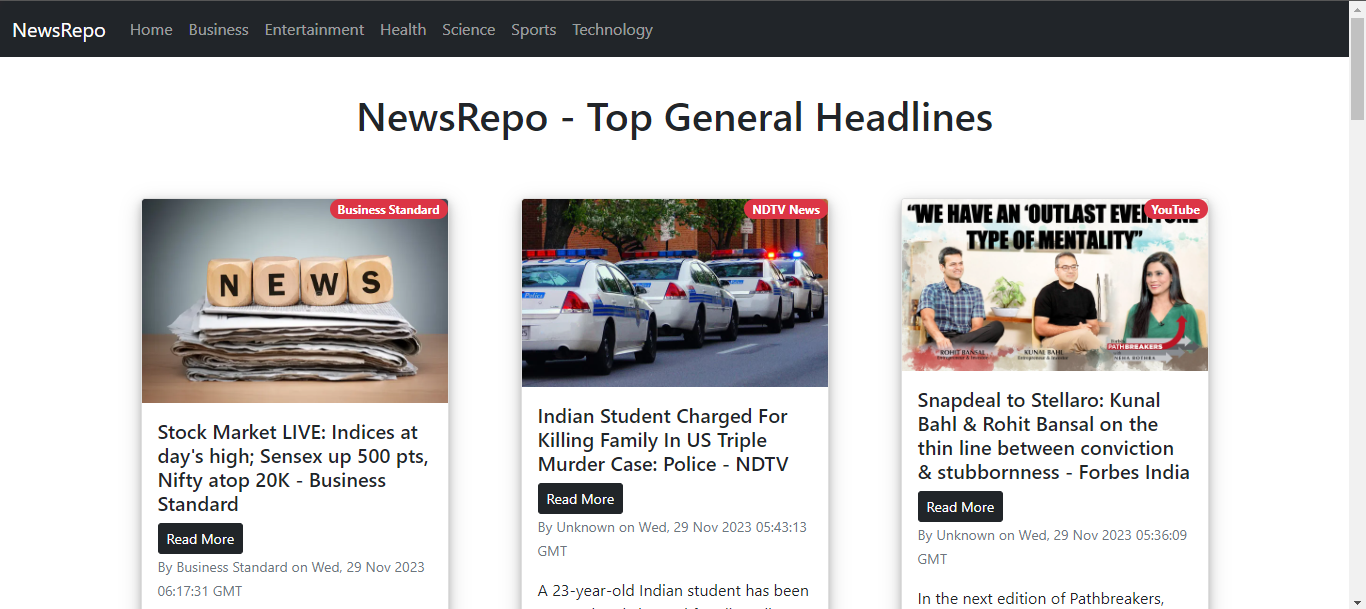 NewsRepo Home Business Entertainment Health Science Sports Technology
NewsRepo - Top General Headlines
Business Standard
NEWS
Stock Market LIVE: Indices at
day's high; Sensex up 500 pts,
Nifty atop 20K - Business
Standard
Read More
By Business Standard on Wed, 29 Nov 2023
06:17:31 GMT
NDTV News
Police
Indian Student Charged For
Killing Family In US Triple
Murder Case: Police - NDTV
Read More
By Unknown on Wed, 29 Nov 2023 05:43:13
GMT
A 23-year-old Indian student has been
YouTube
“WE HAVE AN ‘OUTLAST
TYPE OF MENTALITY”
ROHIT BANSAL
KUNAL BAHL
PATHBREAKERS
NEHA BOTHRA
Snapdeal to Stellaro: Kunal
Bahl & Rohit Bansal on the
thin line between conviction
& stubbornness - Forbes India
Read More
By Unknown on Wed, 29 Nov 2023 05:36:09
GMT
In the next edition of Pathbreakers,